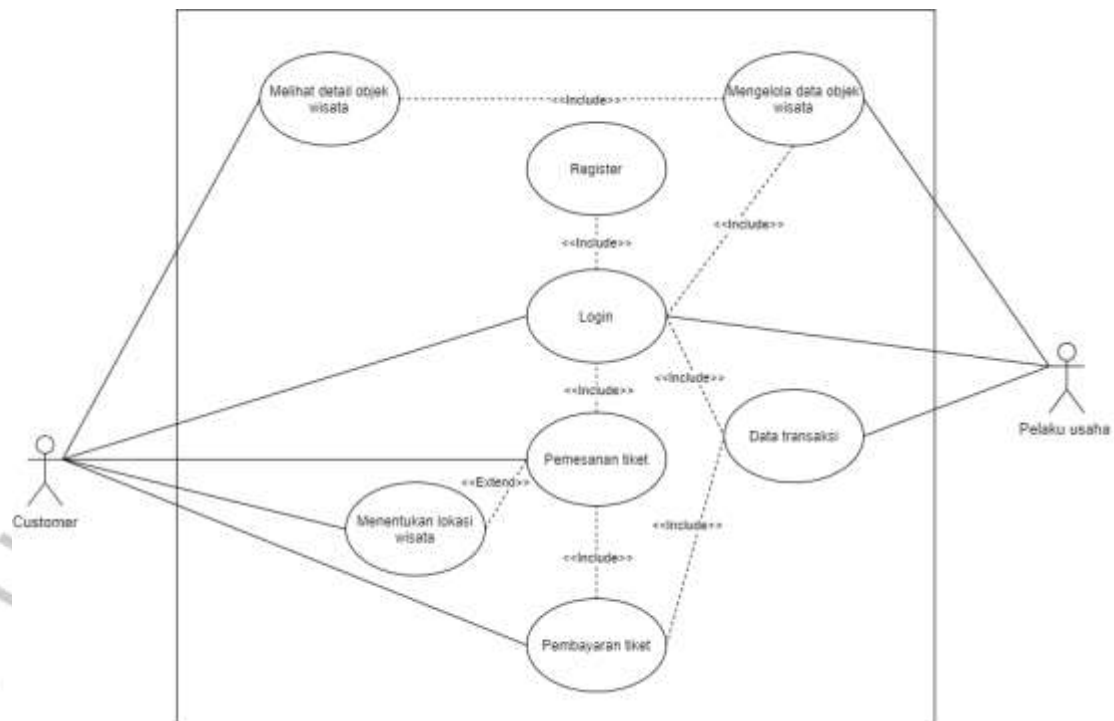 Melihat detail objek
wisata
<<Include>>
Mengelola data objek
wisata
Register
<<Include>>
<<Include>>
Login
<<Include>>
<<Include>>
Data transaksi
Pelaku usaha
Pemesanan tiket
<<Extend>>
Customer
Menentukan lokasi
wisata
<<Include>>
<<Include>>
Pembayaran tiket